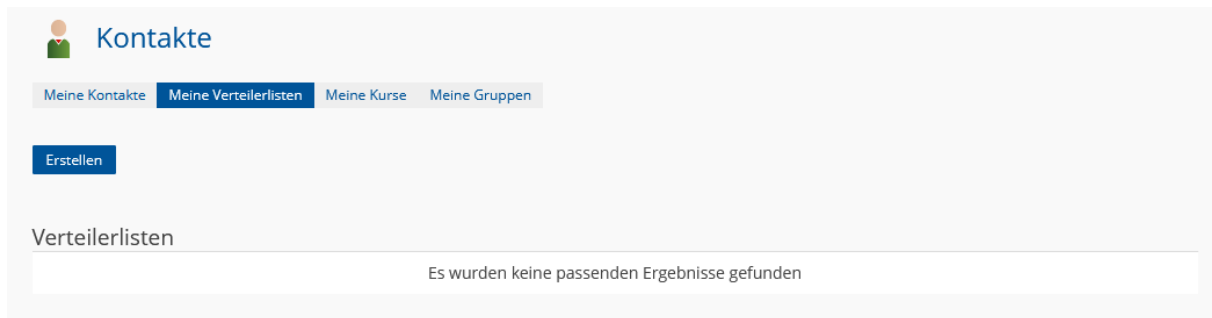 Kontakte
Meine Kontakte Meine Verteilerlisten Meine Kurse Meine Gruppen
Erstellen
Verteilerlisten
Es wurden keine passenden Ergebnisse gefunden